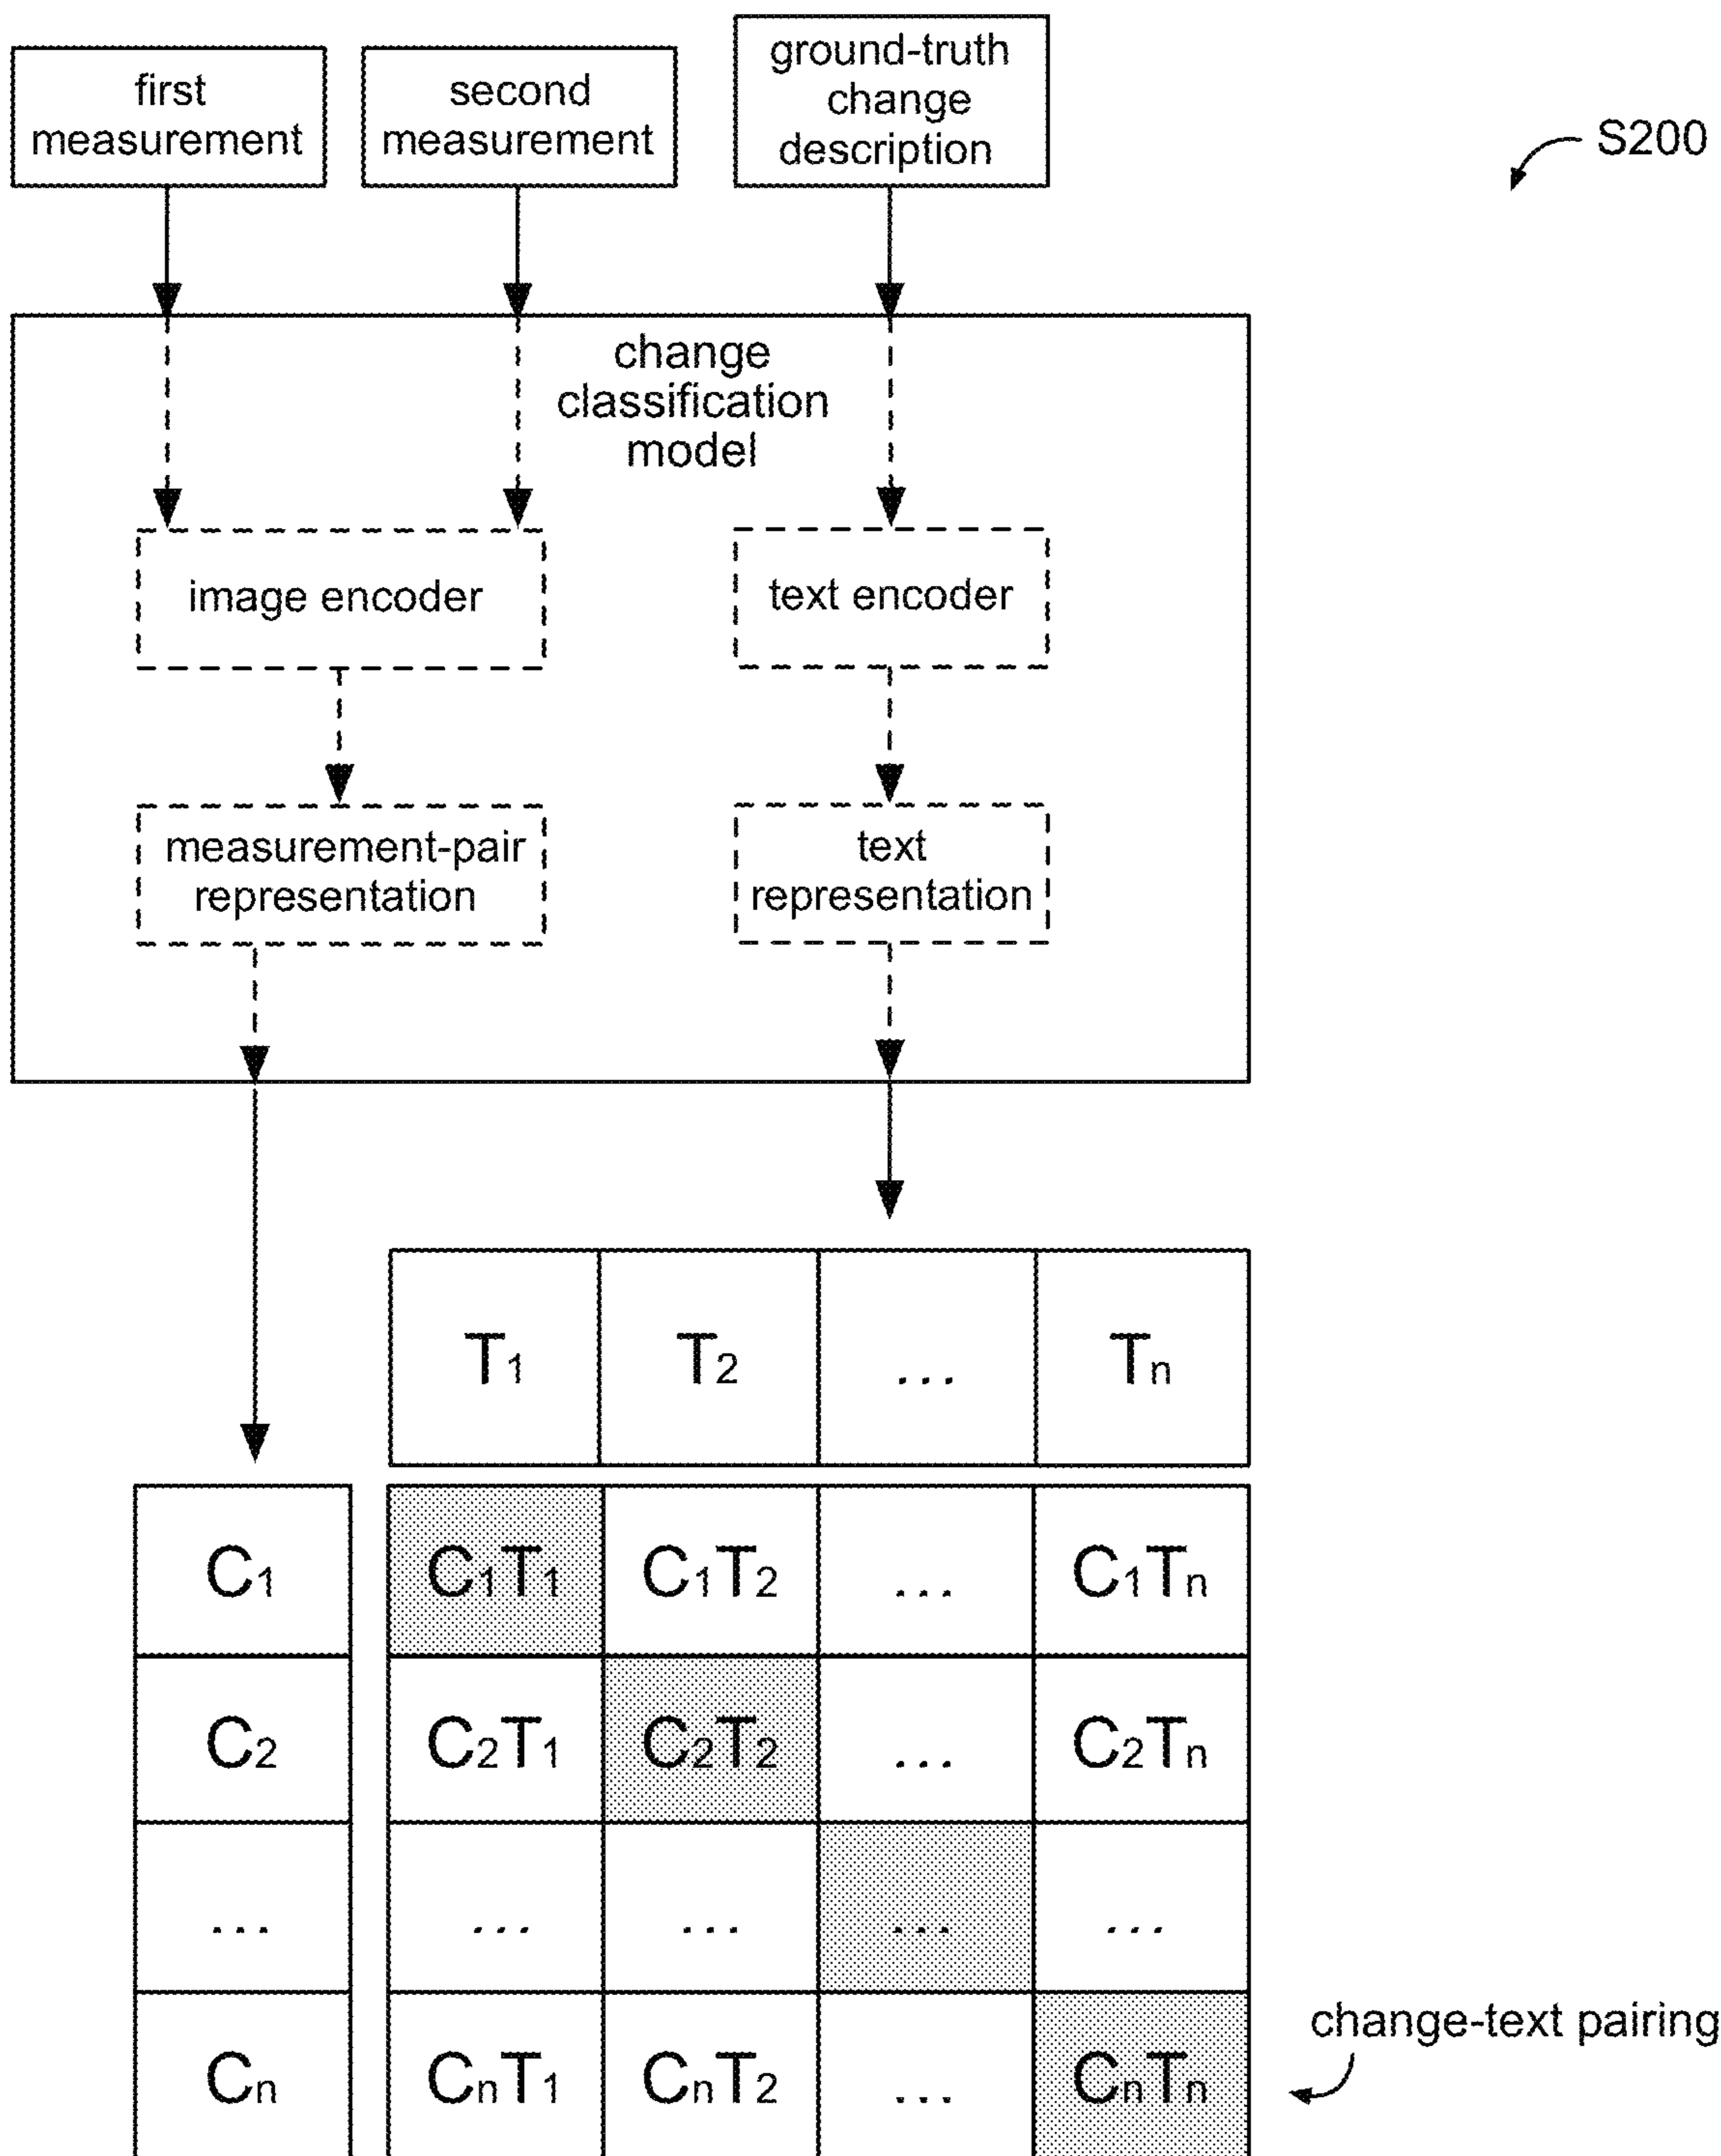 first
measurement
second
measurement
ground-truth
change
description
S200
change
classification
model
image encoder
text encoder
measurement-pair
representation
text
representation
T1 T2 ... Tn
C1 C1T1 C1T2 ... C1Tn
C2 C2T1 C2T2 ... C2Tn
... ... ... ... ...
Cn CnT1 CnT2 ... CnTn
change-text pairing